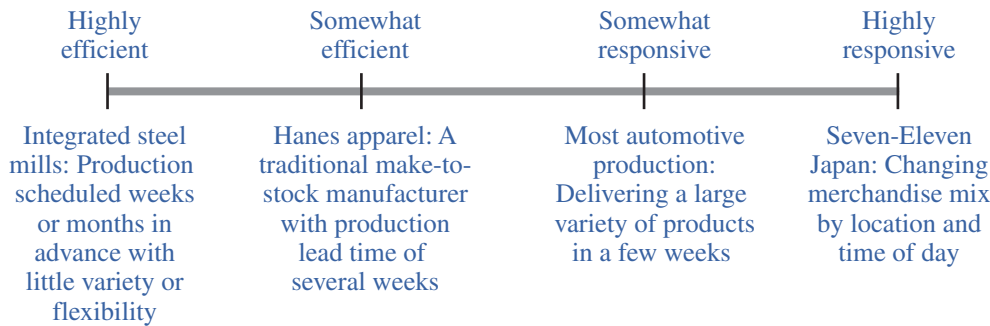 Highly
efficient
Somewhat
efficient
Somewhat
responsive
Highly
responsive
Integrated steel
mills: Production
scheduled weeks
or months in
advance with
little variety or
flexibility
Hanes apparel: A
traditional make-to-
stock manufacturer
with production
lead time of
several weeks
Most automotive
production:
Delivering a large
variety of products
in a few weeks
Seven-Eleven
Japan: Changing
merchandise mix
by location and
time of day